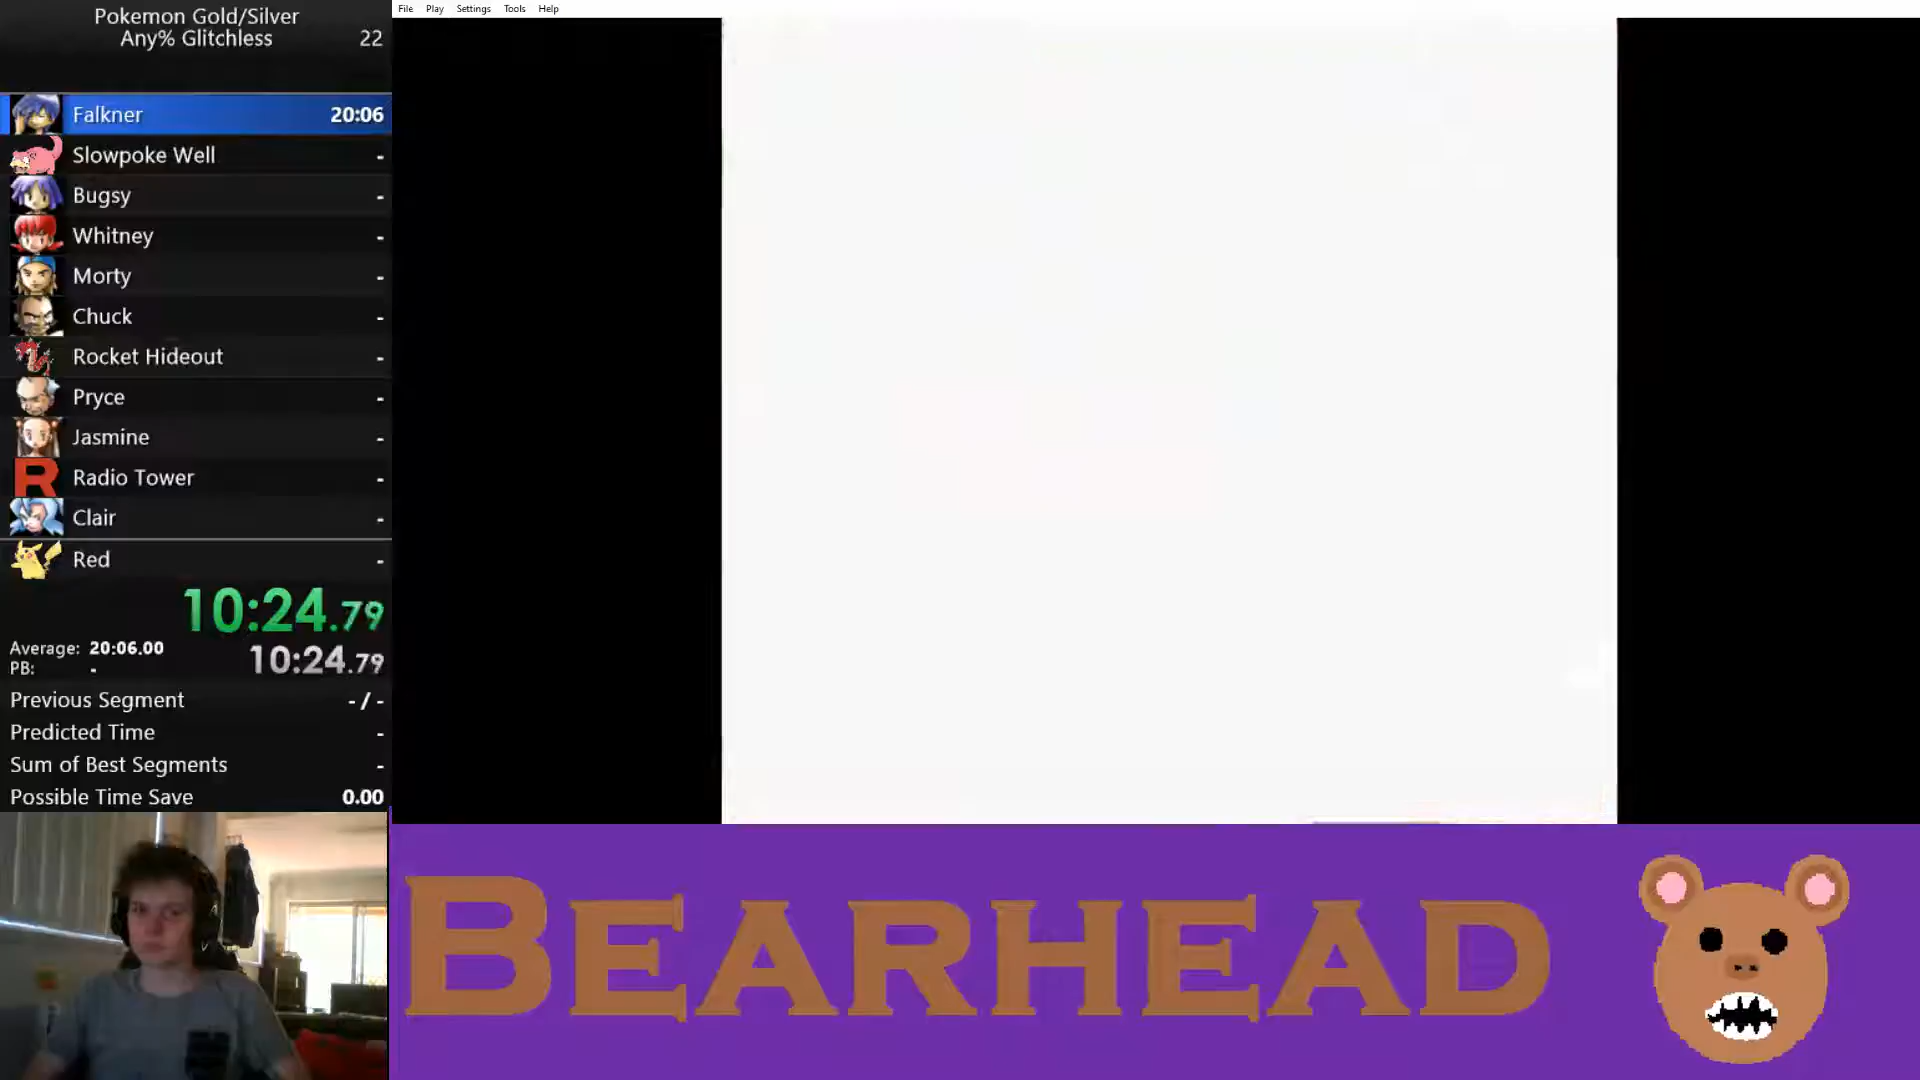 File Play Settings Tools Help
Pokemon Gold/Silver
Any% Glitchless 22
Falkner 20:06
Slowpoke Well -
Bugsy -
Whitney -
Morty -
Chuck -
Rocket Hideout -
Pryce -
Jasmine -
R Radio Tower -
Clair -
Red -
10:24.79
Average: 20:06.00
PB: -
10:24.79
Previous Segment - / -
Predicted Time -
Sum of Best Segments -
Possible Time Save 0.00
BEARHEAD